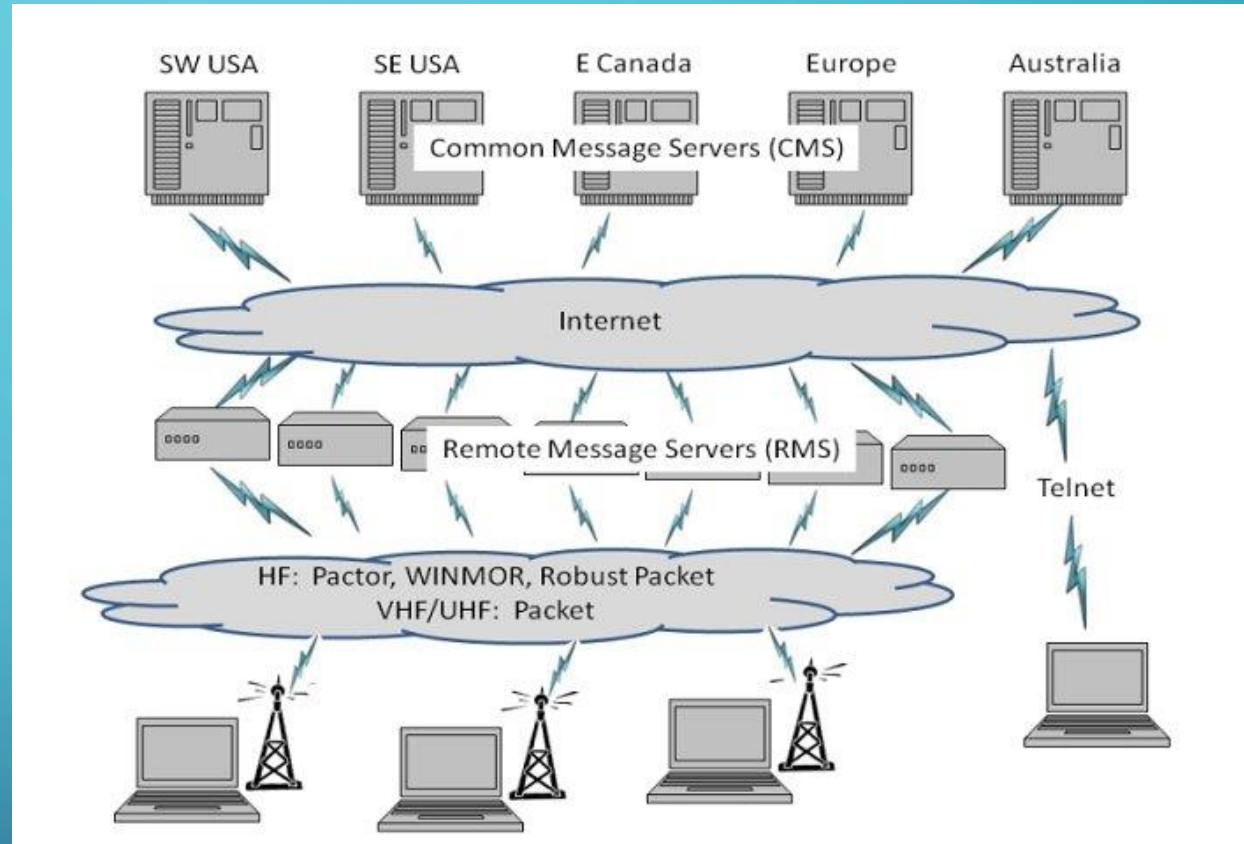 SW USA
SE USA
E Canada
Europe
Australia
Common Message Servers (CMS)
Internet
Remote Message Servers (RMS)
Telnet
HF: Pactor, WINMOR, Robust Packet
VHF/UHF: Packet